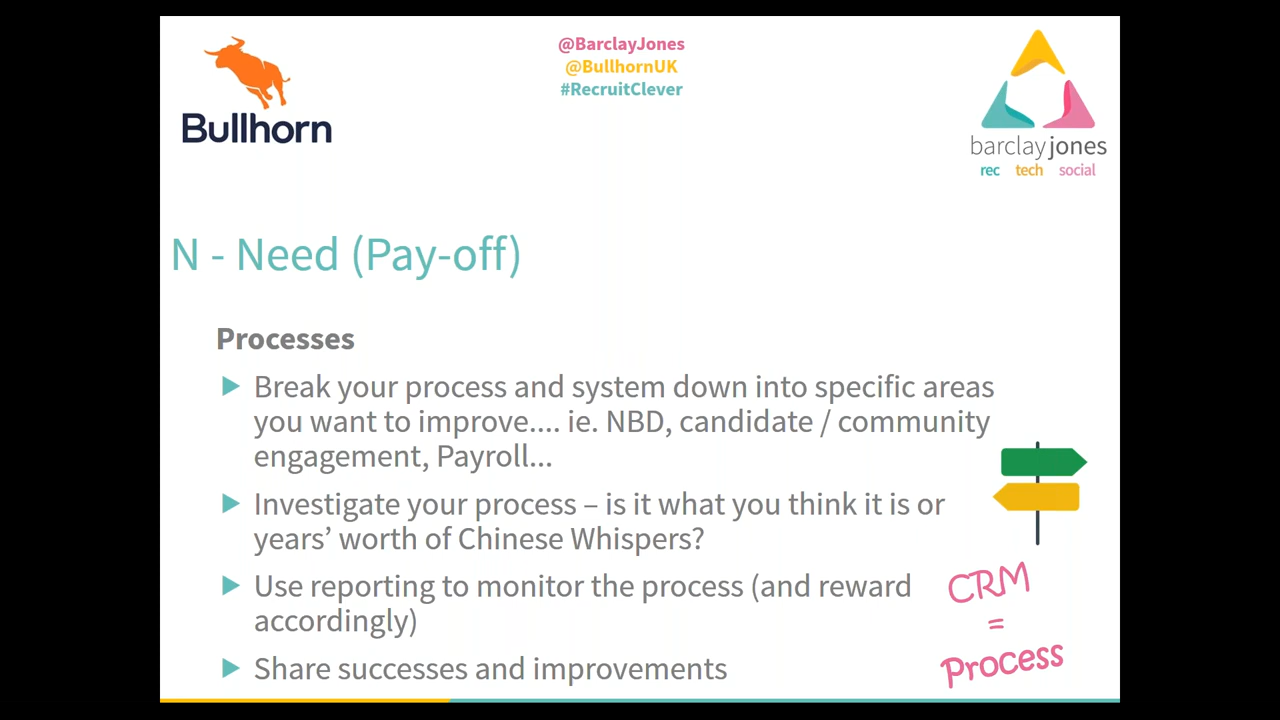 Bullhorn
@BarclayJones
@BullhornUK
#RecruitClever
barclayjones
rec tech social
N - Need (Pay-off)
Processes
Break your process and system down into specific areas
you want to improve.... ie. NBD, candidate / community
engagement, Payroll...
Investigate your process – is it what you think it is or
years’ worth of Chinese Whispers?
Use reporting to monitor the process (and reward
accordingly)
Share successes and improvements
CRM
=
Process